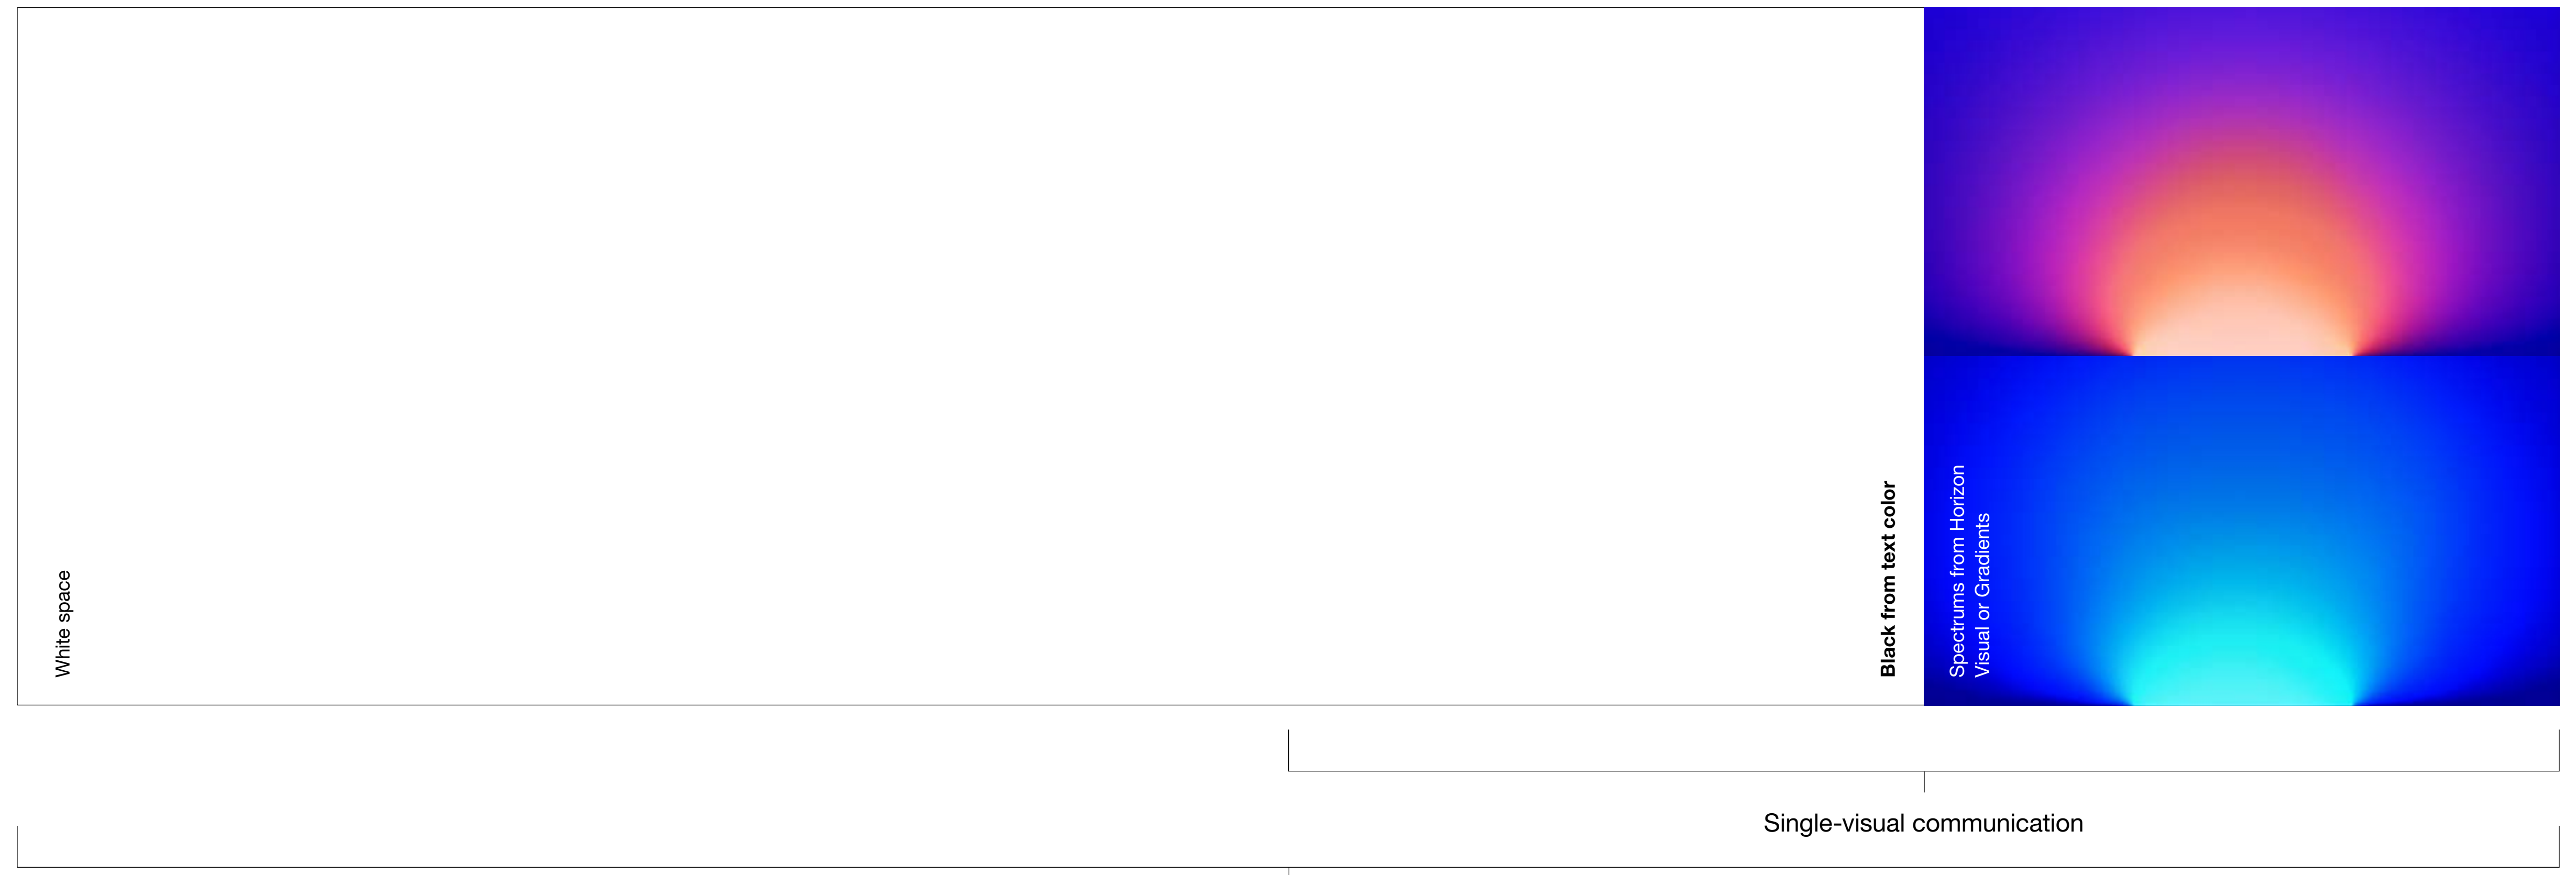 White space
Black from text color
Spectrums from Horizon
Visual or Gradients
Single-visual communication